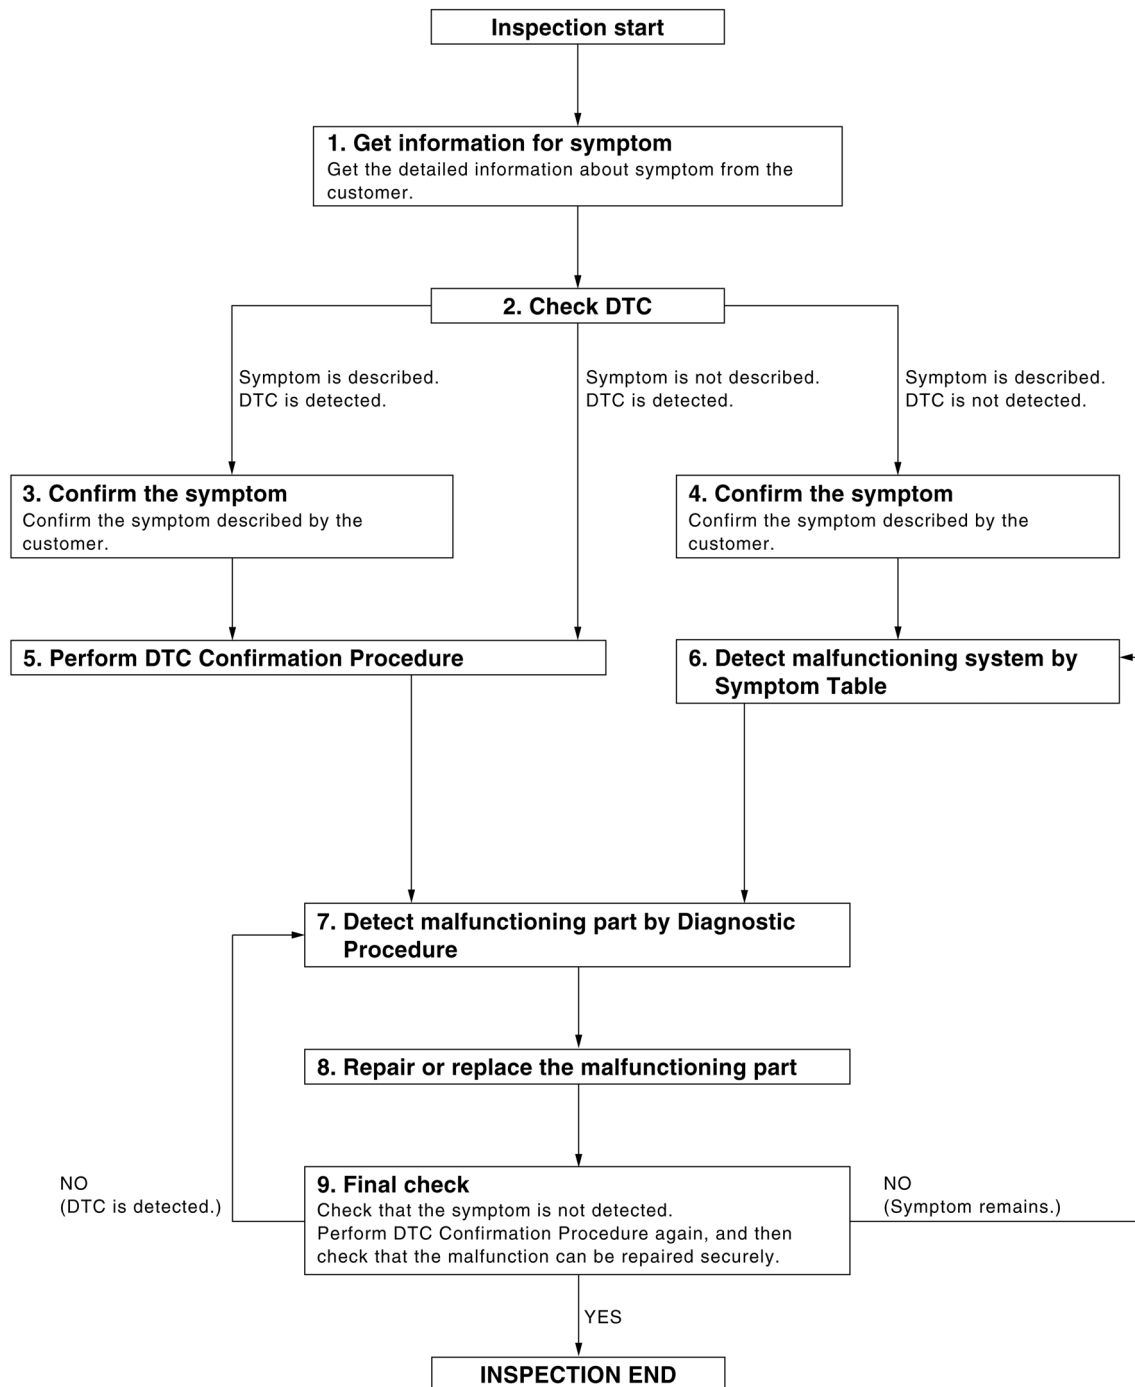 Inspection start
1. Get information for symptom
Get the detailed information about symptom from the
customer.
2. Check DTC
Symptom is described.
DTC is detected.
Symptom is not described.
DTC is detected.
Symptom is described.
DTC is not detected.
3. Confirm the symptom
Confirm the symptom described by the
customer.
4. Confirm the symptom
Confirm the symptom described by the
customer.
5. Perform DTC Confirmation Procedure
6. Detect malfunctioning system by
Symptom Table
7. Detect malfunctioning part by Diagnostic
Procedure
8. Repair or replace the malfunctioning part
NO
(DTC is detected.)
9. Final check
Check that the symptom is not detected.
Perform DTC Confirmation Procedure again, and then
check that the malfunction can be repaired securely.
NO
(Symptom remains.)
YES
INSPECTION END